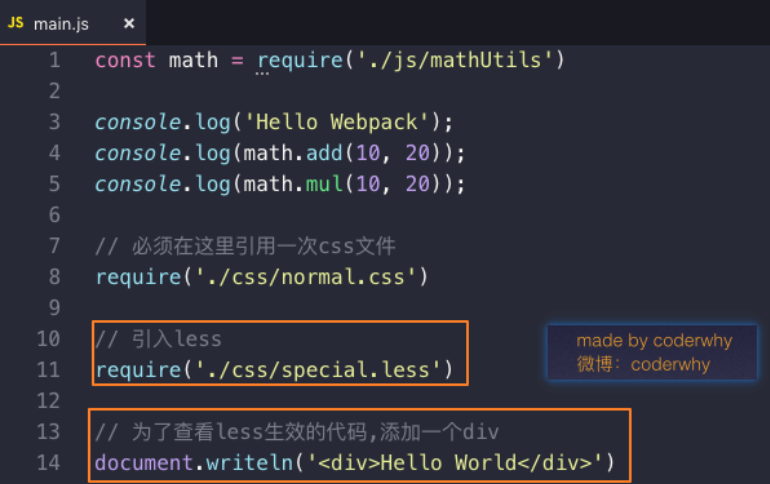 JS main.js ×
1 const math = require('./js/mathUtils')
2
3 console.log('Hello Webpack');
4 console.log(math.add(10, 20));
5 console.log(math.mul(10, 20));
6
7 // 必须在这里引用一次css文件
8 require('./css/normal.css')
9
10 // 引入less
11 require('./css/special.less')
12
13 // 为了查看less生效的代码,添加一个div
14 document.writeln('<div>Hello World</div>')
made by coderwhy
微博：coderwhy